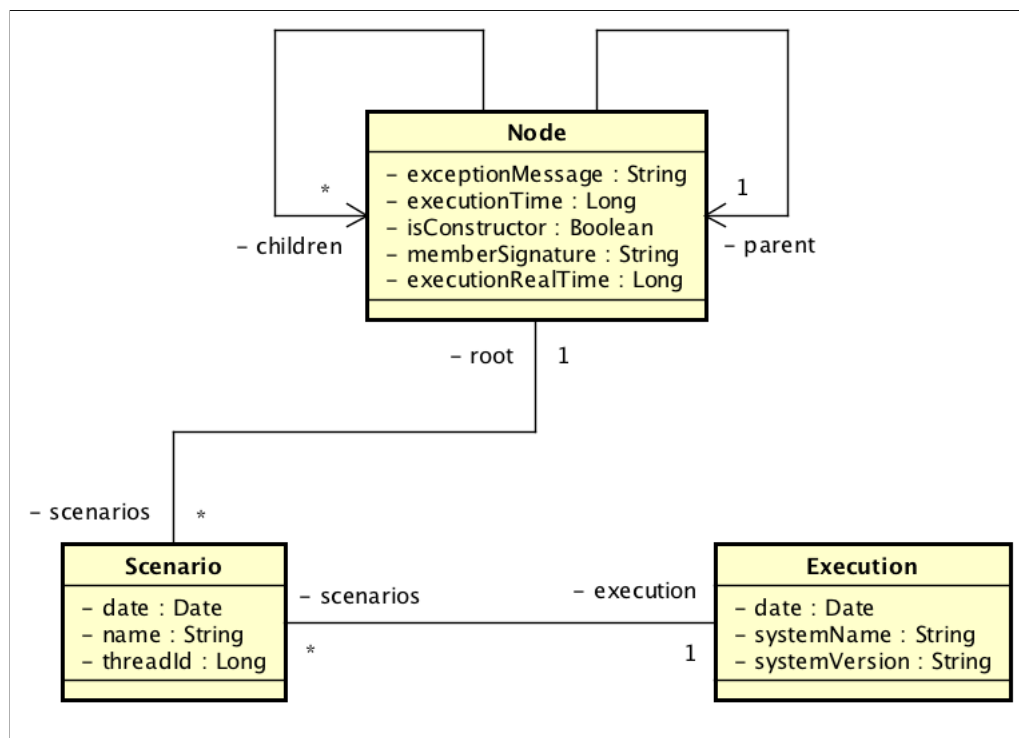 Node
- exceptionMessage : String
- executionTime : Long
- isConstructor : Boolean
- memberSignature : String
- executionRealTime : Long
*
- children
1
- parent
- root
1
- scenarios
*
Scenario
- date : Date
- name : String
- threadId : Long
- scenarios
*
- execution
1
Execution
- date : Date
- systemName : String
- systemVersion : String